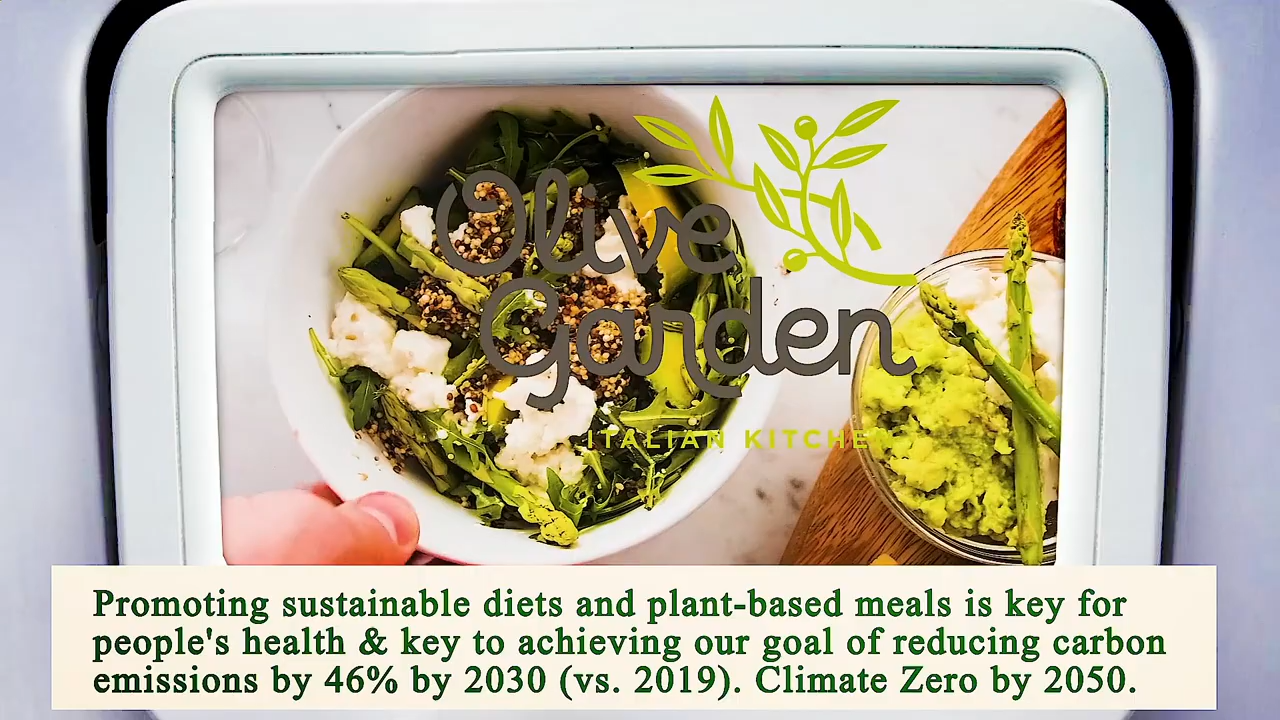 Olive
Garden
ITALIAN KITCHEN
Promoting sustainable diets and plant-based meals is key for
people's health & key to achieving our goal of reducing carbon
emissions by 46% by 2030 (vs. 2019). Climate Zero by 2050.